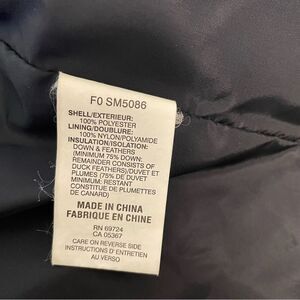 F0 SM5086
SHELL/EXTERIEUR:
100% POLYESTER
LINING/DOUBLURE:
100% NYLON/POLYAMIDE
INSULATION/ISOLATION:
DOWN & FEATHERS
(MINIMUM 75% DOWN:
REMAINDER CONSISTS OF
DUCK FEATHERS)/DUVET ET
PLUMES (75% DE DUVET
MINIMUM; RESTANT
CONSTITUE DE PLUMETTES
DE CANARD)
MADE IN CHINA
FABRIQUE EN CHINE
RN 69724
CA 05367
CARE ON REVERSE SIDE
INSTRUCTIONS D' ENTRETIEN
AU VERSO